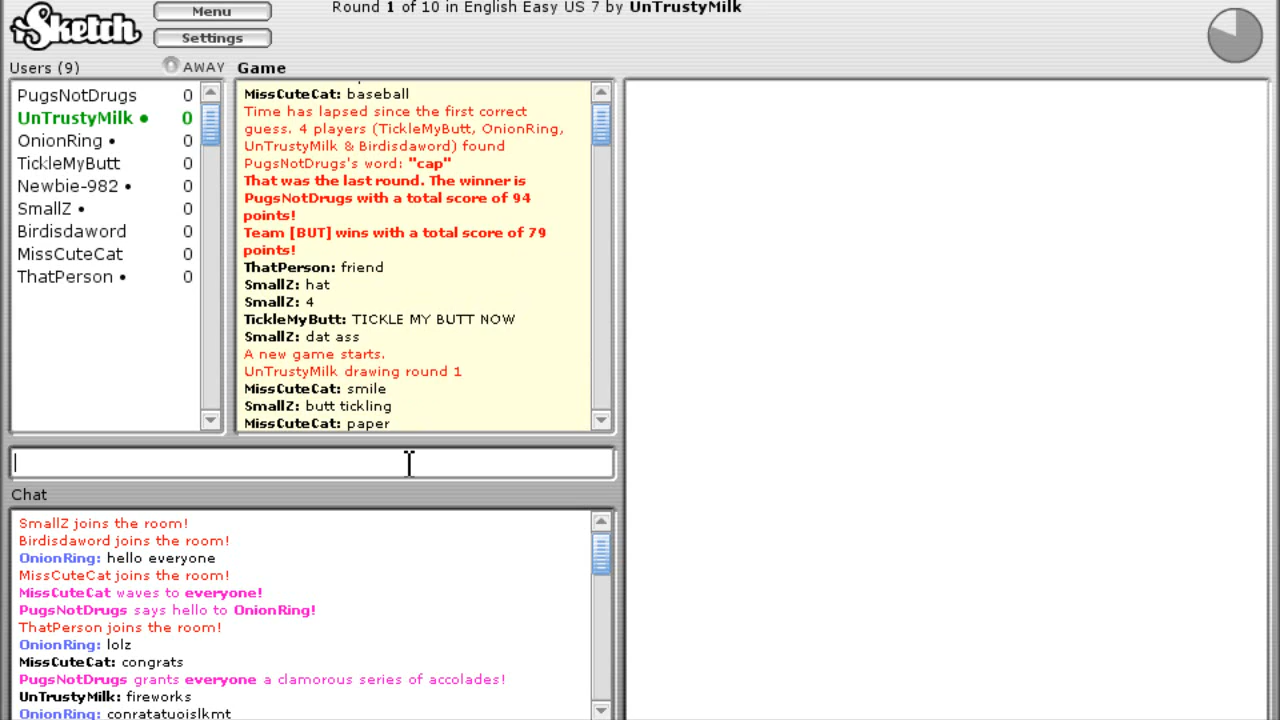 iSketch
Menu
Settings
Round 1 of 10 in English Easy US 7 by UnTrustyMilk
Users (9)
AWAY
PugsNotDrugs 0
UnTrustyMilk • 0
OnionRing • 0
TickleMyButt 0
Newbie-982 • 0
SmallZ • 0
Birdisdaword 0
MissCuteCat 0
ThatPerson • 0
Game
MissCuteCat: baseball
Time has lapsed since the first correct
guess. 4 players (TickleMyButt, OnionRing,
UnTrustyMilk & Birdisdaword) found
PugsNotDrugs's word: "cap"
That was the last round. The winner is
PugsNotDrugs with a total score of 94
points!
Team [BUT] wins with a total score of 79
points!
ThatPerson: friend
SmallZ: hat
SmallZ: 4
TickleMyButt: TICKLE MY BUTT NOW
SmallZ: dat ass
A new game starts.
UnTrustyMilk drawing round 1
MissCuteCat: smile
SmallZ: butt tickling
MissCuteCat: paper
Chat
SmallZ joins the room!
Birdisdaword joins the room!
OnionRing: hello everyone
MissCuteCat joins the room!
MissCuteCat waves to everyone!
PugsNotDrugs says hello to OnionRing!
ThatPerson joins the room!
OnionRing: lolz
MissCuteCat: congrats
PugsNotDrugs grants everyone a clamorous series of accolades!
UnTrustyMilk: fireworks
OnionRing: conratatuoislkmt